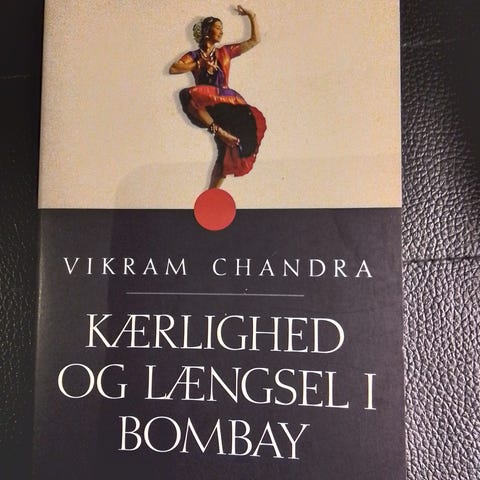 VIKRAM CHANDRA
KÆRLIGHED
OG LÆNGSEL I
BOMBAY